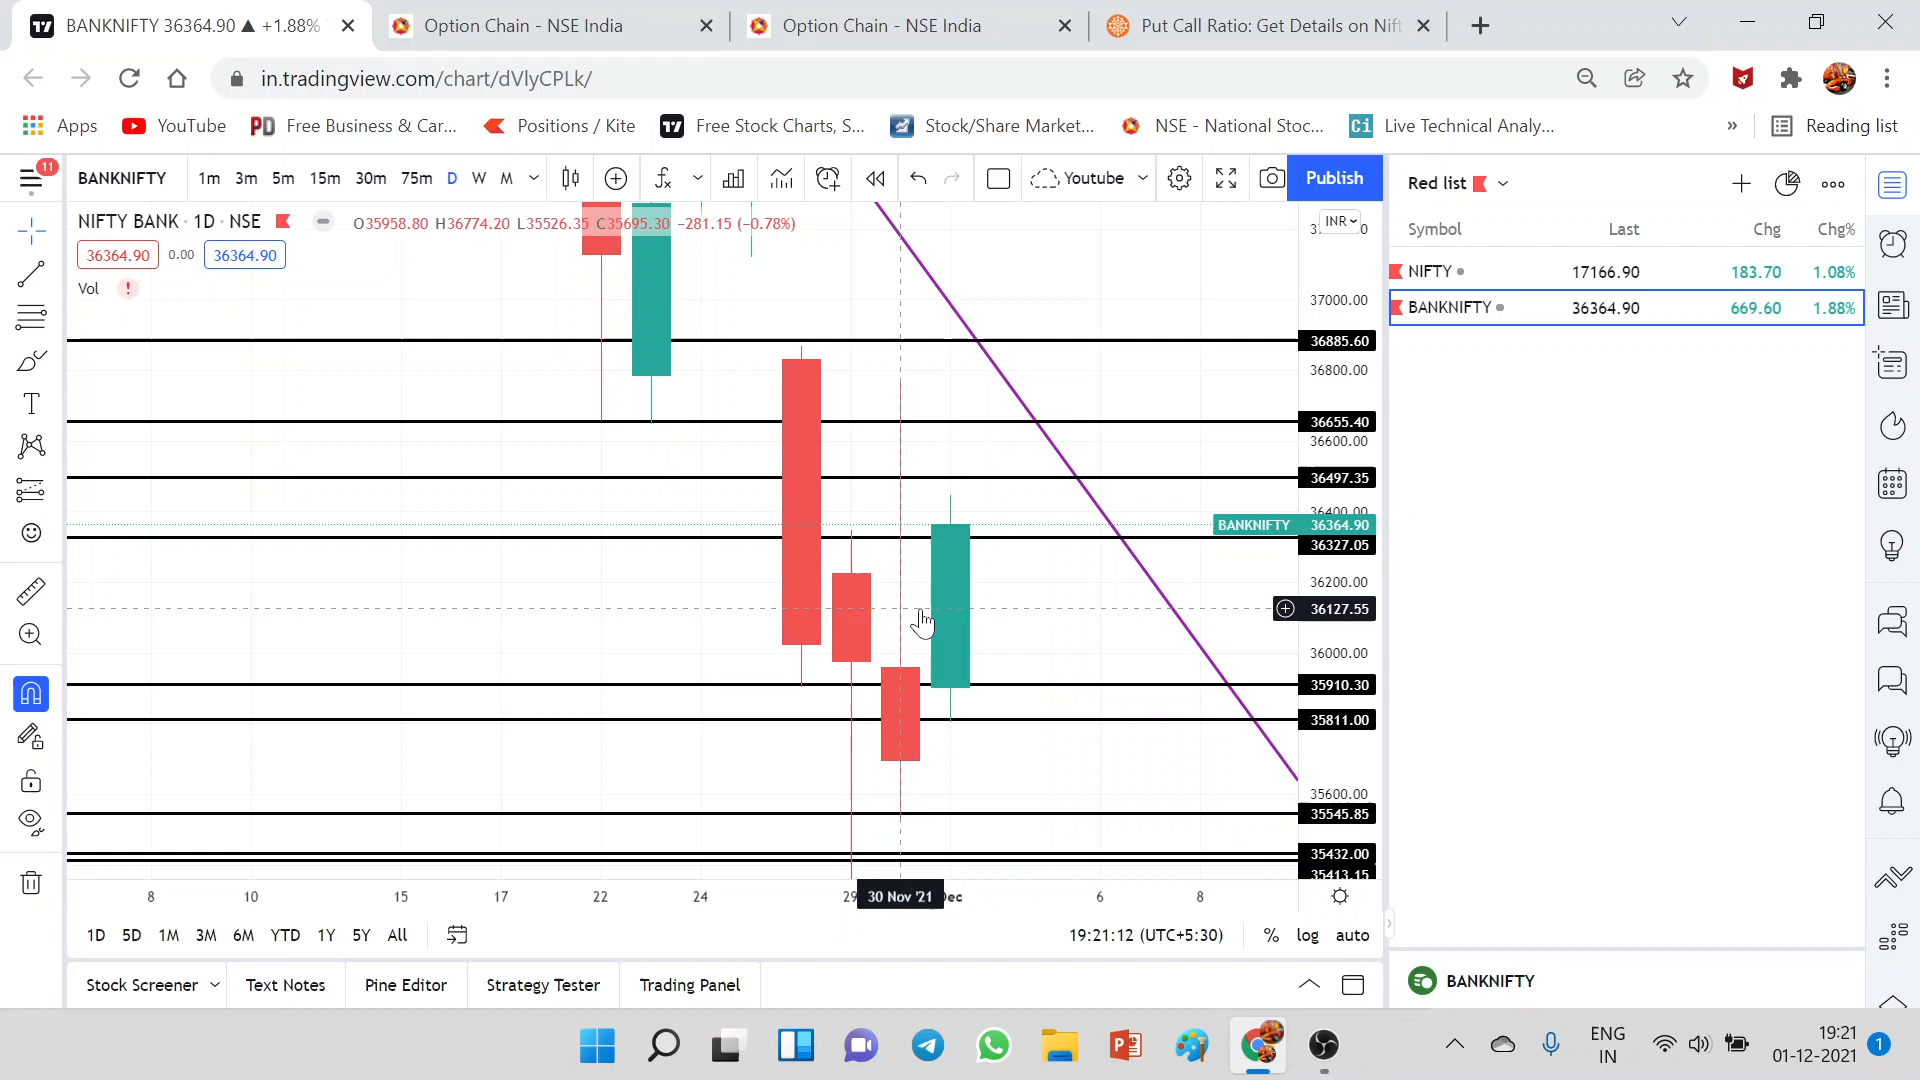 BANKNIFTY 36364.90 ▲ +1.88%
Option Chain - NSE India
Option Chain - NSE India
Put Call Ratio: Get Details on Nift
in.tradingview.com/chart/dVlyCPLk/
Apps
YouTube
Free Business & Car...
Positions / Kite
Free Stock Charts, S...
Stock/Share Market...
NSE - National Stoc...
Live Technical Analy...
»
Reading list
11
BANKNIFTY
1m 3m 5m 15m 30m 75m D W M
Youtube
Publish
Red list
NIFTY BANK · 1D · NSE
O35958.80 H36774.20 L35526.35 C35695.30 −281.15 (−0.78%)
INR
36364.90 0.00 36364.90
Vol
Symbol Last Chg Chg%
NIFTY 17166.90 183.70 1.08%
BANKNIFTY 36364.90 669.60 1.88%
37000.00
36885.60
36800.00
36655.40
36600.00
36497.35
36400.00
BANKNIFTY 36364.90
36327.05
36200.00
36127.55
36000.00
35910.30
35811.00
35600.00
35545.85
35432.00
35413.15
8 10 15 17 22 24 29 30 Nov '21 Dec 6 8
1D 5D 1M 3M 6M YTD 1Y 5Y All
19:21:12 (UTC+5:30)
% log auto
Stock Screener
Text Notes
Pine Editor
Strategy Tester
Trading Panel
BANKNIFTY
ENG
IN
19:21
01-12-2021
1